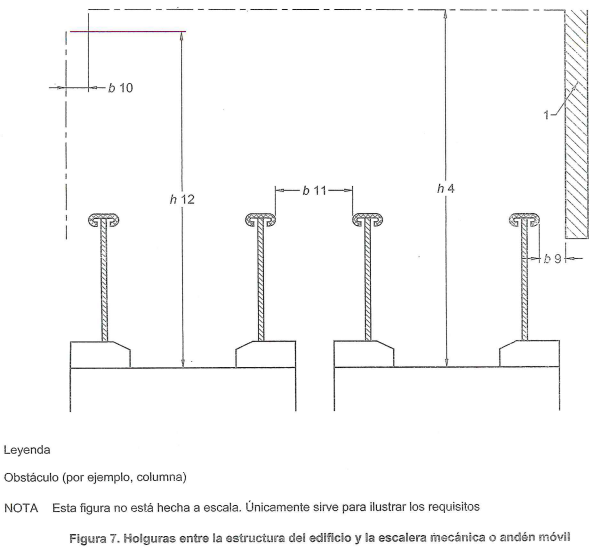 b 10
1
h 12
b 11
h 4
b 9
Leyenda
Obstáculo (por ejemplo, columna)
NOTA Esta figura no está hecha a escala. Únicamente sirve para ilustrar los requisitos
Figura 7. Holguras entre la estructura del edificio y la escalera mecánica o andén móvil